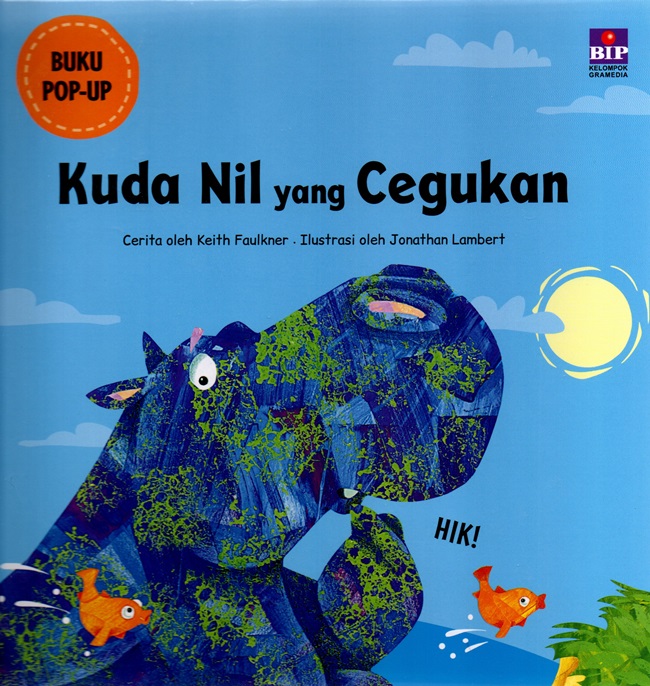 BUKU
POP-UP
BIP
KELOMPOK
GRAMEDIA
Kuda Nil yang Cegukan
Cerita oleh Keith Faulkner . Ilustrasi oleh Jonathan Lambert
HIK!